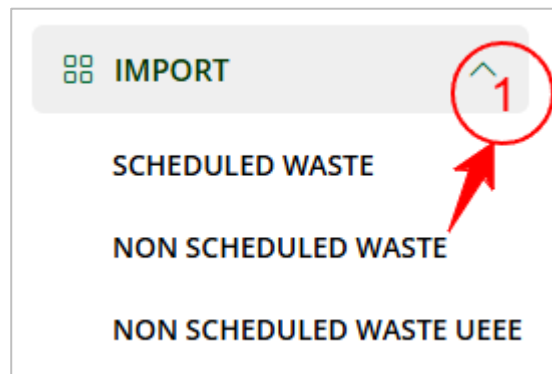 IMPORT 1
SCHEDULED WASTE
NON SCHEDULED WASTE
NON SCHEDULED WASTE UEEE